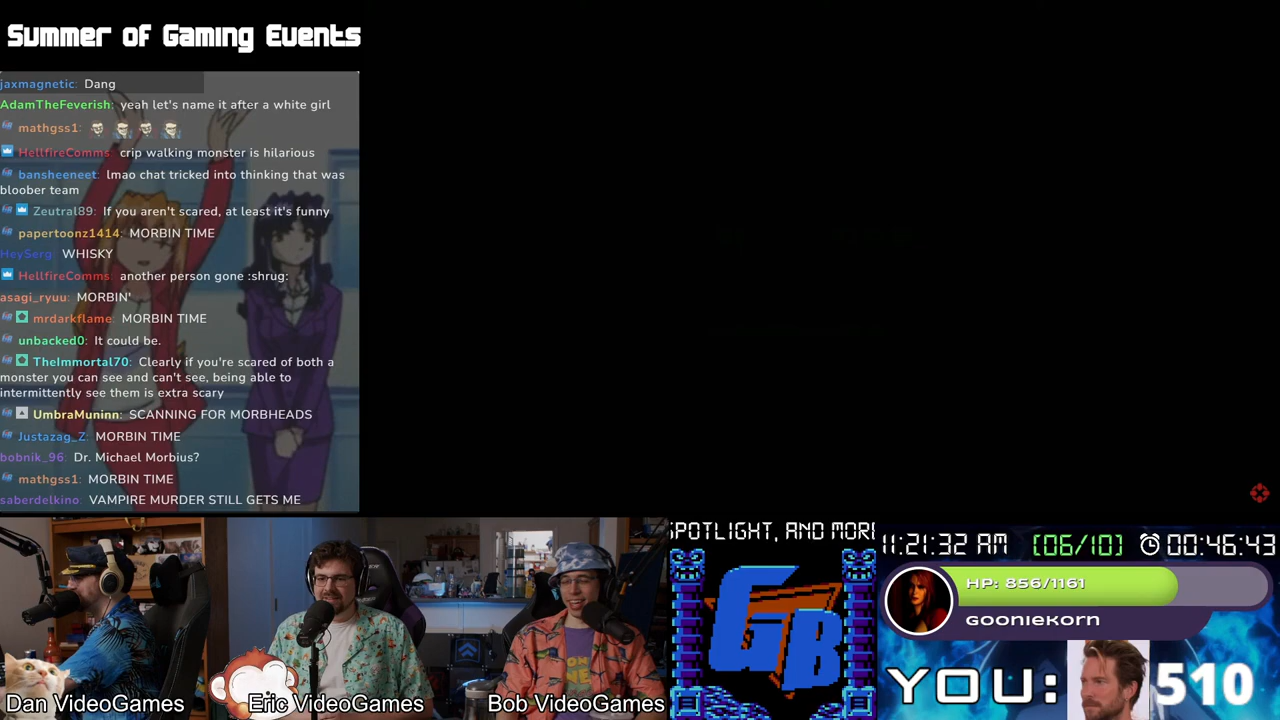 Summer of Gaming Events
jaxmagnetic: Dang
AdamTheFeverish: yeah let's name it after a white girl
mathgss1:
HellfireComms: crip walking monster is hilarious
bansheeneet: lmao chat tricked into thinking that was
bloober team
Zeutral89: If you aren't scared, at least it's funny
papertoonz1414: MORBIN TIME
HeySerg: WHISKY
HellfireComms: another person gone :shrug:
asagi_ryuu: MORBIN'
mrdarkflame: MORBIN TIME
unbacked0: It could be.
TheImmortal70: Clearly if you're scared of both a
monster you can see and can't see, being able to
intermittently see them is extra scary
UmbraMuninn: SCANNING FOR MORBHEADS
Justazag_Z: MORBIN TIME
bobnik_96: Dr. Michael Morbius?
mathgss1: MORBIN TIME
saberdelkino: VAMPIRE MURDER STILL GETS ME
Dan VideoGames
Eric VideoGames
Bob VideoGames
SPOTLIGHT, AND MORE
GB
11:21:32 AM [06/10] 00:46:43
HP: 856/1161
GOONIEKORN
YOU: 510